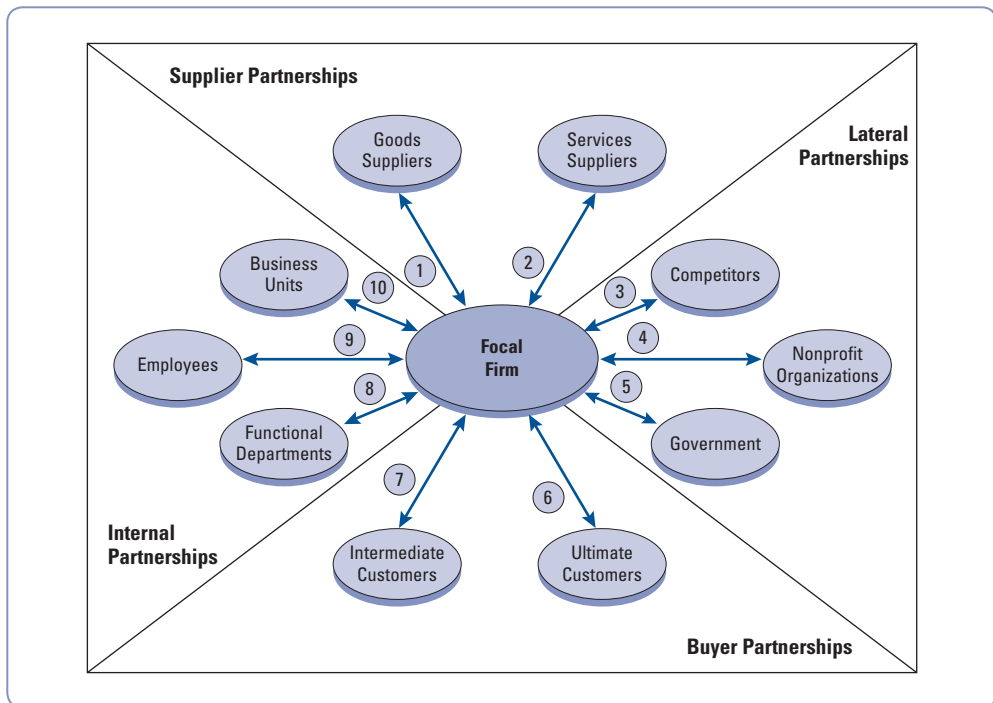 Supplier Partnerships
Goods
Suppliers
Services
Suppliers
Lateral
Partnerships
Business
Units
10
1
2
3
Competitors
Employees
9
Focal
Firm
4
Nonprofit
Organizations
8
5
Functional
Departments
Government
7
6
Internal
Partnerships
Intermediate
Customers
Ultimate
Customers
Buyer Partnerships